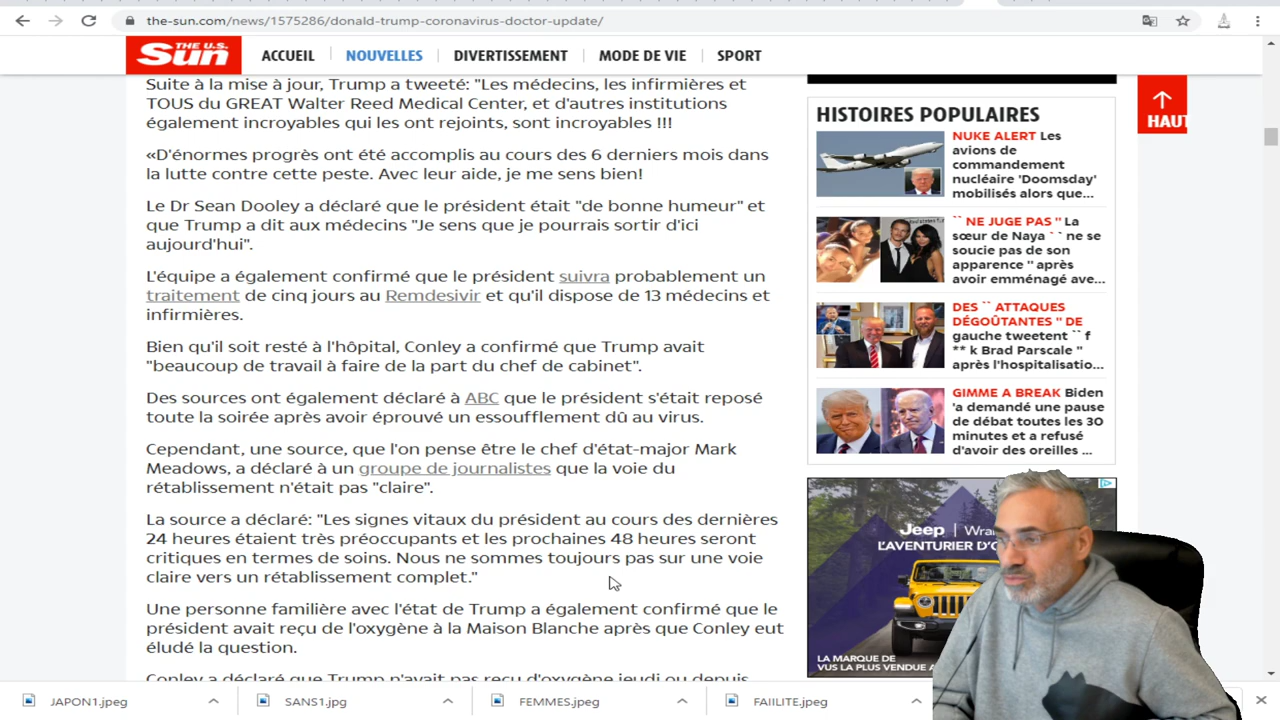 the-sun.com/news/1575286/donald-trump-coronavirus-doctor-update/
THE U.S. Sun
ACCUEIL
NOUVELLES
DIVERTISSEMENT
MODE DE VIE
SPORT
Suite à la mise à jour, Trump a tweeté: "Les médecins, les infirmières et
TOUS du GREAT Walter Reed Medical Center, et d'autres institutions
également incroyables qui les ont rejoints, sont incroyables !!!
«D'énormes progrès ont été accomplis au cours des 6 derniers mois dans
la lutte contre cette peste. Avec leur aide, je me sens bien!
Le Dr Sean Dooley a déclaré que le président était "de bonne humeur" et
que Trump a dit aux médecins "Je sens que je pourrais sortir d'ici
aujourd'hui".
L'équipe a également confirmé que le président suivra probablement un
traitement de cinq jours au Remdesivir et qu'il dispose de 13 médecins et
infirmières.
Bien qu'il soit resté à l'hôpital, Conley a confirmé que Trump avait
"beaucoup de travail à faire de la part du chef de cabinet".
Des sources ont également déclaré à ABC que le président s'était reposé
toute la soirée après avoir éprouvé un essoufflement dû au virus.
Cependant, une source, que l'on pense être le chef d'état-major Mark
Meadows, a déclaré à un groupe de journalistes que la voie du
rétablissement n'était pas "claire".
La source a déclaré: "Les signes vitaux du président au cours des dernières
24 heures étaient très préoccupants et les prochaines 48 heures seront
critiques en termes de soins. Nous ne sommes toujours pas sur une voie
claire vers un rétablissement complet."
Une personne familière avec l'état de Trump a également confirmé que le
président avait reçu de l'oxygène à la Maison Blanche après que Conley eut
éludé la question.
Conley a déclaré que Trump n'avait pas reçu d'oxygène jeudi ou depuis
HISTOIRES POPULAIRES
NUKE ALERT Les
avions de
commandement
nucléaire 'Doomsday'
mobilisés alors que...
`` NE JUGE PAS '' La
sœur de Naya `` ne se
soucie pas de son
apparence '' après
avoir emménagé ave...
DES `` ATTAQUES
DÉGOÛTANTES '' DE
gauche tweetent `` f
** k Brad Parscale ''
après l'hospitalisatio...
GIMME A BREAK Biden
'a demandé une pause
de débat toutes les 30
minutes et a refusé
d'avoir des oreilles ...
HAUT
Jeep
L'AVENTURIER
LA MARQUE DE
VUS LA PLUS VENDUE
JAPON1.jpeg
SANS1.jpg
FEMMES.jpeg
FAIILITE.jpeg